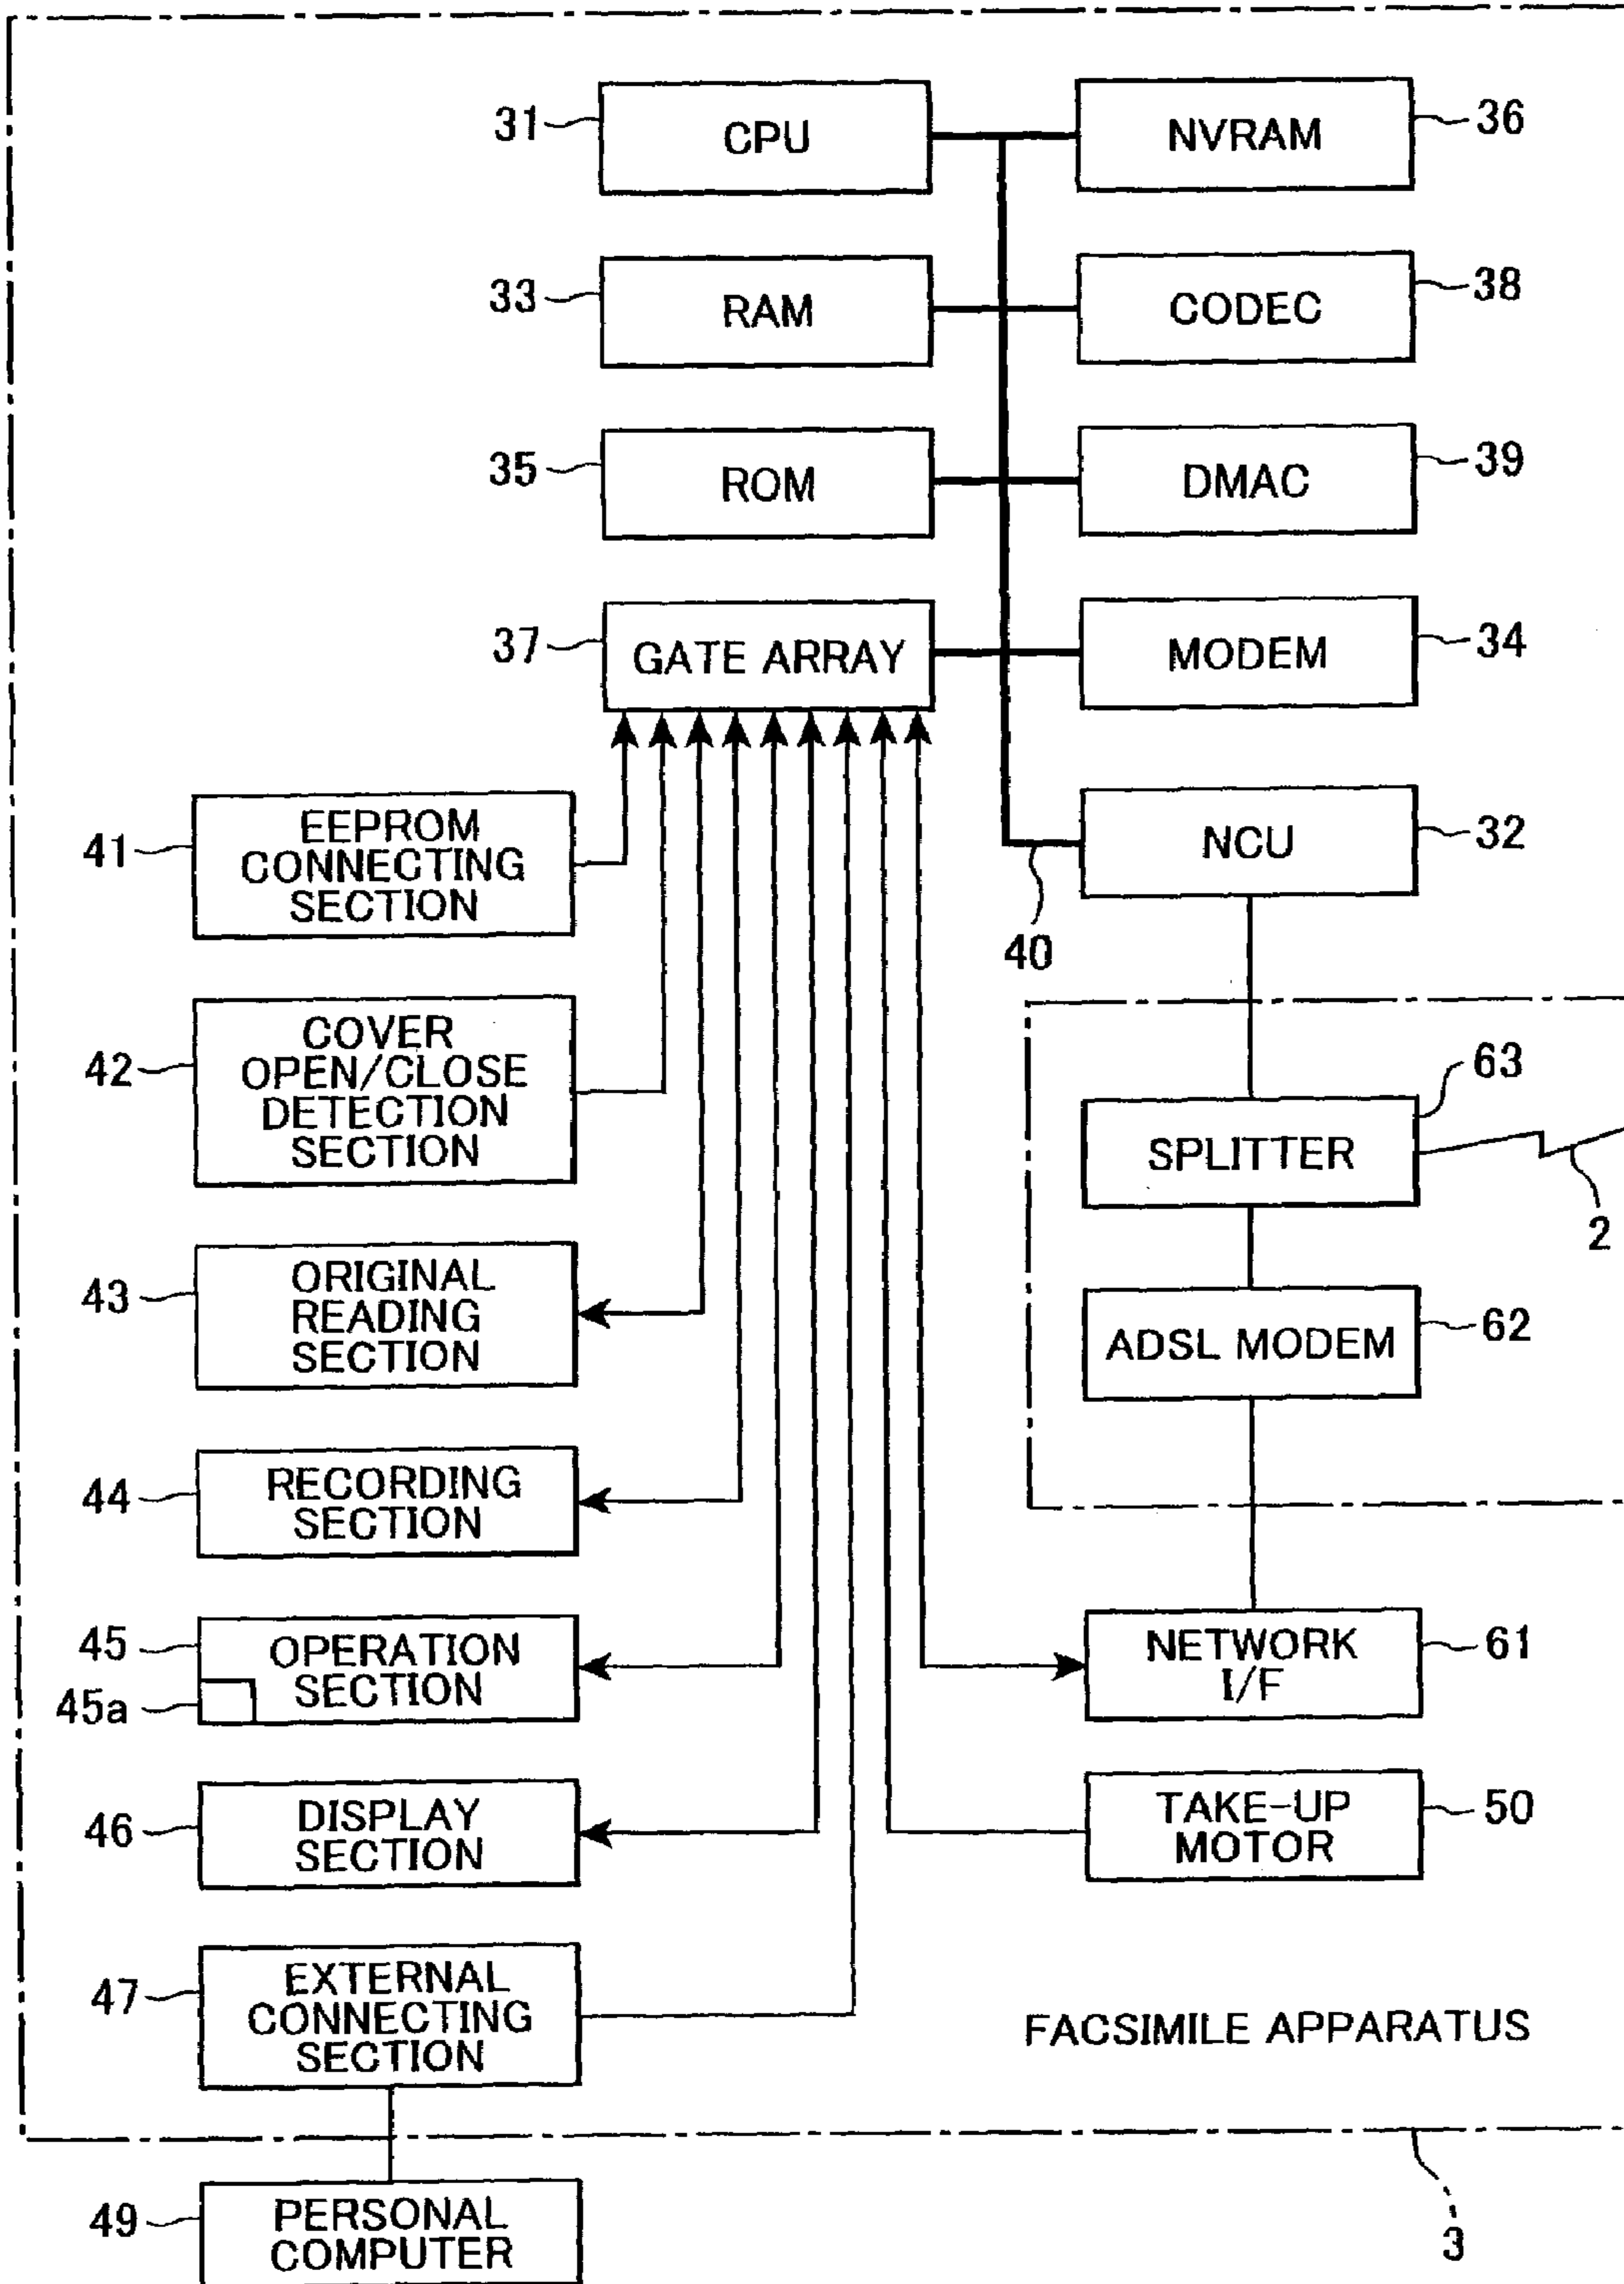 31
CPU
NVRAM
36
33
RAM
CODEC
38
35
ROM
DMAC
39
37
GATE ARRAY
MODEM
34
41
EEPROM
CONNECTING
SECTION
NCU
32
40
42
COVER
OPEN/CLOSE
DETECTION
SECTION
63
SPLITTER
2
43
ORIGINAL
READING
SECTION
ADSL MODEM
62
44
RECORDING
SECTION
45
OPERATION
SECTION
45a
NETWORK
I/F
61
46
DISPLAY
SECTION
TAKE-UP
MOTOR
50
47
EXTERNAL
CONNECTING
SECTION
FACSIMILE APPARATUS
49
PERSONAL
COMPUTER
3